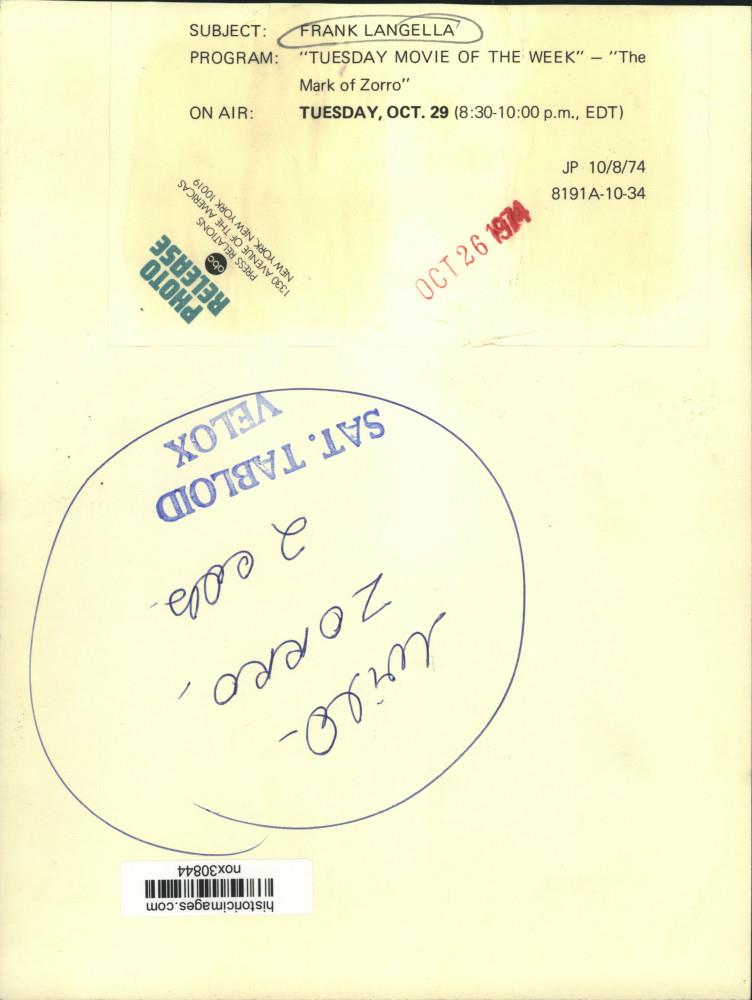 SUBJECT: FRANK LANGELLA
PROGRAM: "TUESDAY MOVIE OF THE WEEK" — "The
Mark of Zorro"
ON AIR: TUESDAY, OCT. 29 (8:30-10:00 p.m., EDT)
JP 10/8/74
8191A-10-34
OCT 26 1974
PHOTO
RELEASE
abc
PRESS RELATIONS
1330 AVENUE OF THE AMERICAS
NEW YORK, NEW YORK 10019
SAT. TABLOID
VELOX
2 cols.
ZORRO.
historicimages.com
nox30844